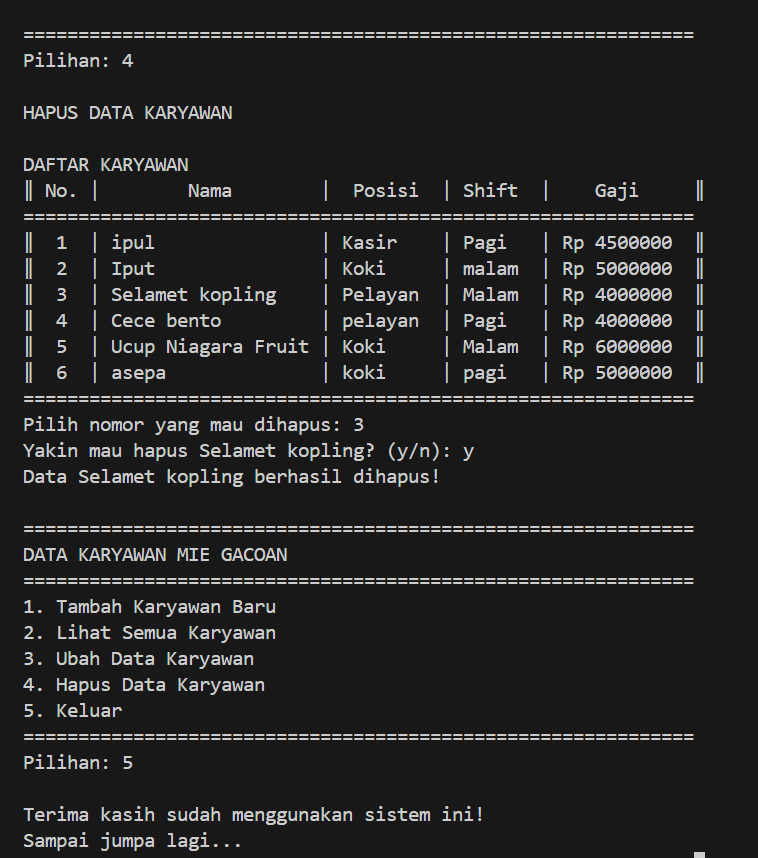 =============================================================
Pilihan: 4
HAPUS DATA KARYAWAN
DAFTAR KARYAWAN
║ No. │        Nama        │  Posisi  │ Shift  │    Gaji     ║
=============================================================
║  1  │ ipul               │ Kasir    │ Pagi   │ Rp 4500000  ║
║  2  │ Iput               │ Koki     │ malam  │ Rp 5000000  ║
║  3  │ Selamet kopling    │ Pelayan  │ Malam  │ Rp 4000000  ║
║  4  │ Cece bento         │ pelayan  │ Pagi   │ Rp 4000000  ║
║  5  │ Ucup Niagara Fruit │ Koki     │ Malam  │ Rp 6000000  ║
║  6  │ asepa              │ koki     │ pagi   │ Rp 5000000  ║
=============================================================
Pilih nomor yang mau dihapus: 3
Yakin mau hapus Selamet kopling? (y/n): y
Data Selamet kopling berhasil dihapus!
=============================================================
DATA KARYAWAN MIE GACOAN
=============================================================
1. Tambah Karyawan Baru
2. Lihat Semua Karyawan
3. Ubah Data Karyawan
4. Hapus Data Karyawan
5. Keluar
=============================================================
Pilihan: 5
Terima kasih sudah menggunakan sistem ini!
Sampai jumpa lagi...